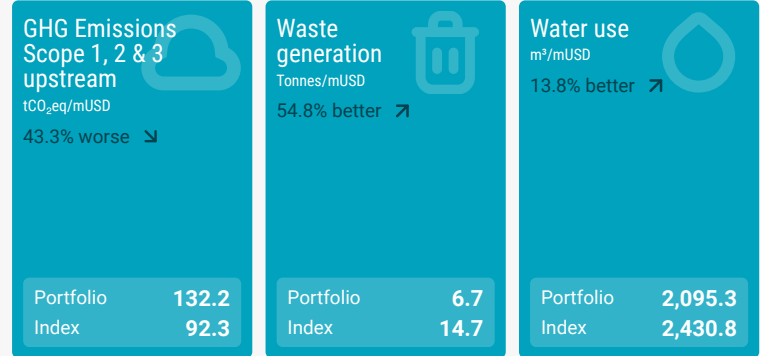 GHG Emissions
Scope 1, 2 & 3
upstream
tCO₂eq/mUSD
43.3% worse
Portfolio 132.2
Index 92.3
Waste
generation
Tonnes/mUSD
54.8% better
Portfolio 6.7
Index 14.7
Water use
m³/mUSD
13.8% better
Portfolio 2,095.3
Index 2,430.8